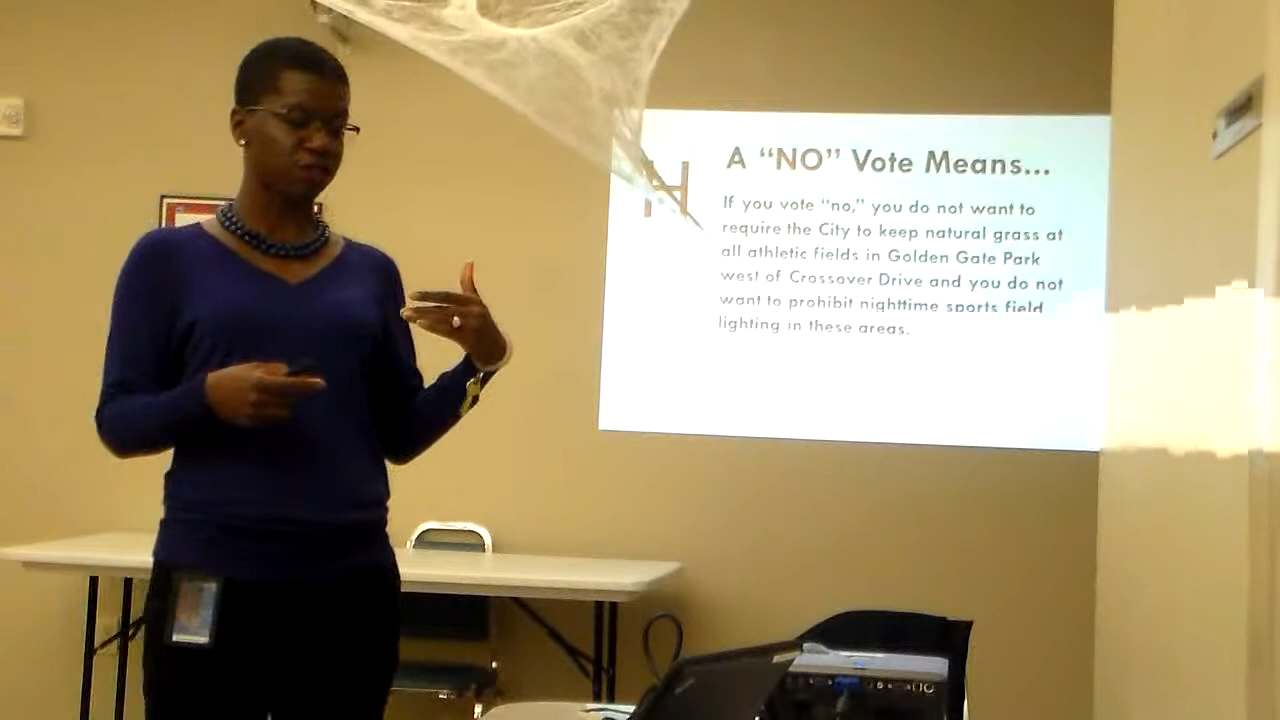 A “NO” Vote Means...
H
If you vote “no,” you do not want to
require the City to keep natural grass at
all athletic fields in Golden Gate Park
west of Crossover Drive and you do not
want to prohibit nighttime sports field
lighting in these areas.